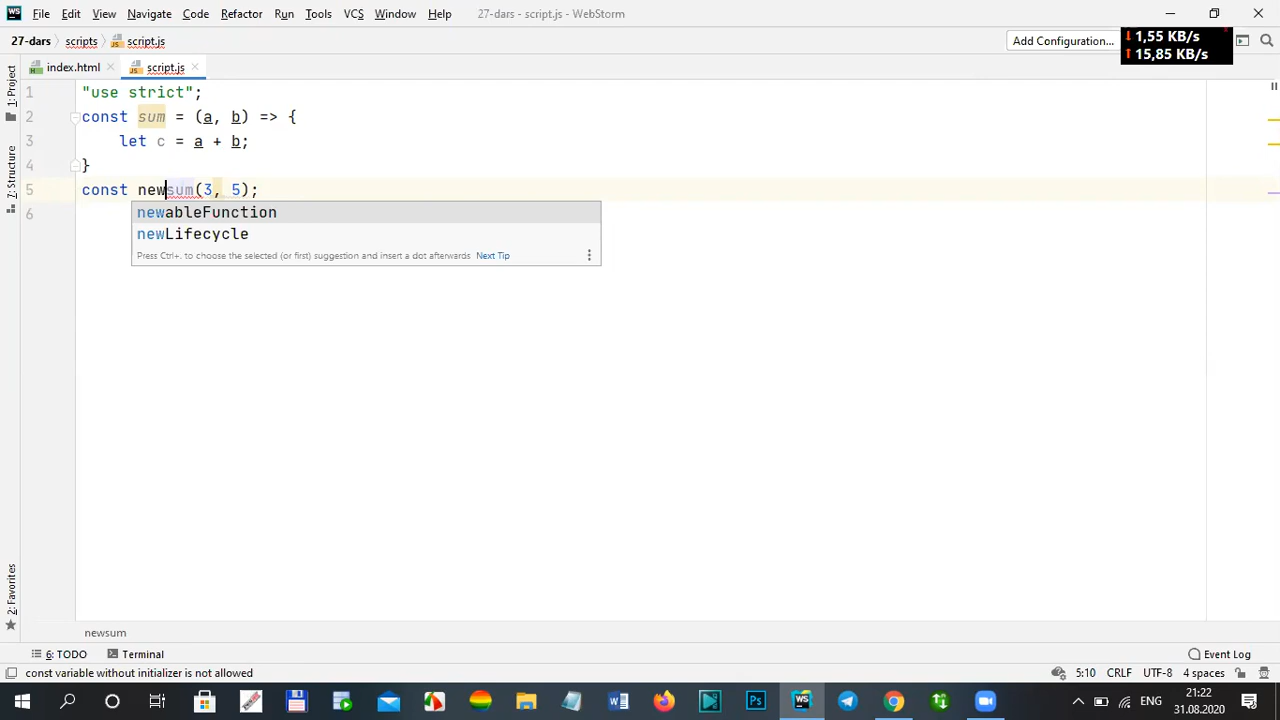 WS File Edit View Navigate Code Refactor Run Tools VCS Window Help 27-dars - script.js - WebStorm
27-dars scripts script.js Add Configuration... 1,55 KB/s
15,85 KB/s
index.html script.js
1: Project
7: Structure
2: Favorites
1 "use strict";
2 const sum = (a, b) => {
3 let c = a + b;
4 }
5 const newsum(3, 5);
6
newableFunction
newLifecycle
Press Ctrl+. to choose the selected (or first) suggestion and insert a dot afterwards Next Tip
newsum
6: TODO Terminal Event Log
const variable without initializer is not allowed 5:10 CRLF UTF-8 4 spaces
ENG 21:22
31.08.2020